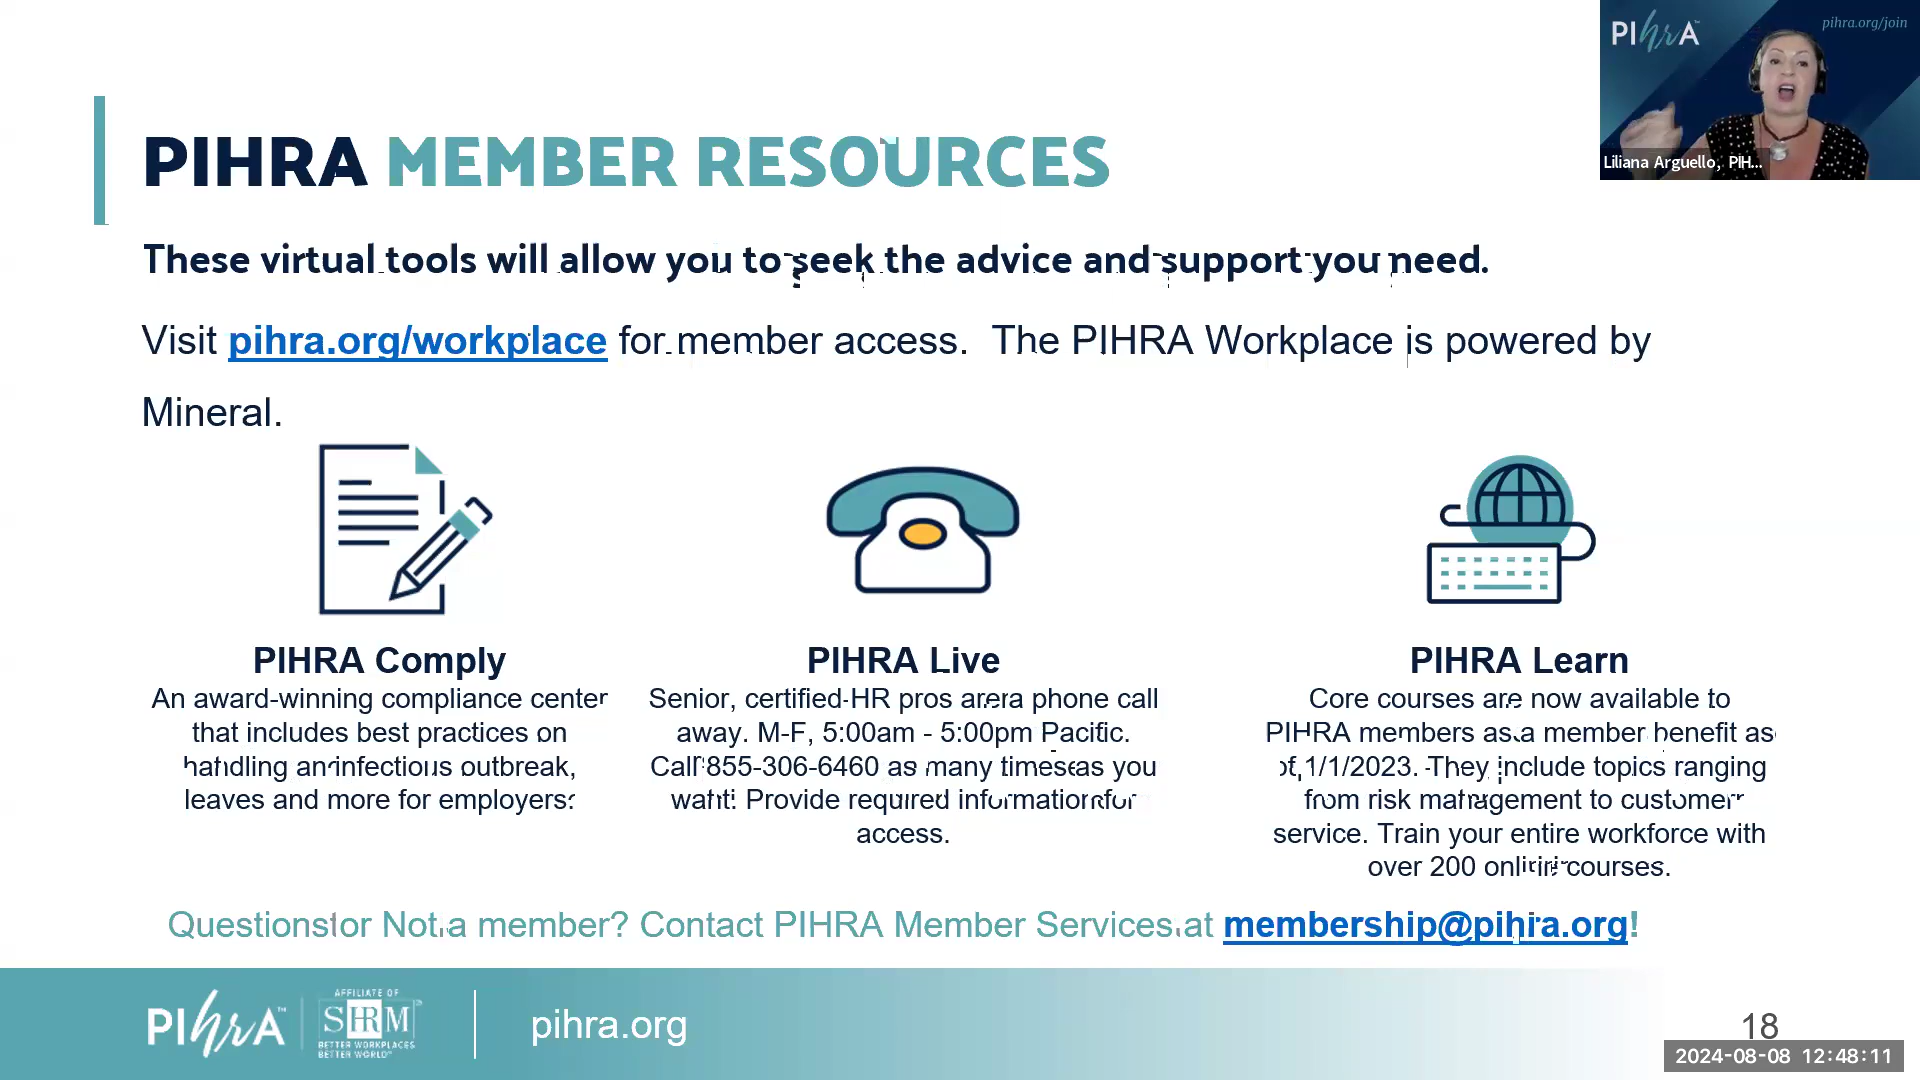 PIhrA™
pihra.org/join
Liliana Arguello, PIH...
PIHRA MEMBER RESOURCES
These virtual tools will allow you to seek the advice and support you need.
Visit pihra.org/workplace for member access. The PIHRA Workplace is powered by
Mineral.
PIHRA Comply
An award-winning compliance center
that includes best practices on
handling an infectious outbreak,
leaves and more for employers.
PIHRA Live
Senior, certified HR pros are a phone call
away. M-F, 5:00am - 5:00pm Pacific.
Call 855-306-6460 as many times as you
want! Provide required information for
access.
PIHRA Learn
Core courses are now available to
PIHRA members as a member benefit as
of 1/1/2023. They include topics ranging
from risk management to customer
service. Train your entire workforce with
over 200 online courses.
Questions or Not a member? Contact PIHRA Member Services at membership@pihra.org!
PIhrA™
AFFILIATE OF
SHRM
BETTER WORKPLACES
BETTER WORLD™
pihra.org
18
2024-08-08 12:48:11